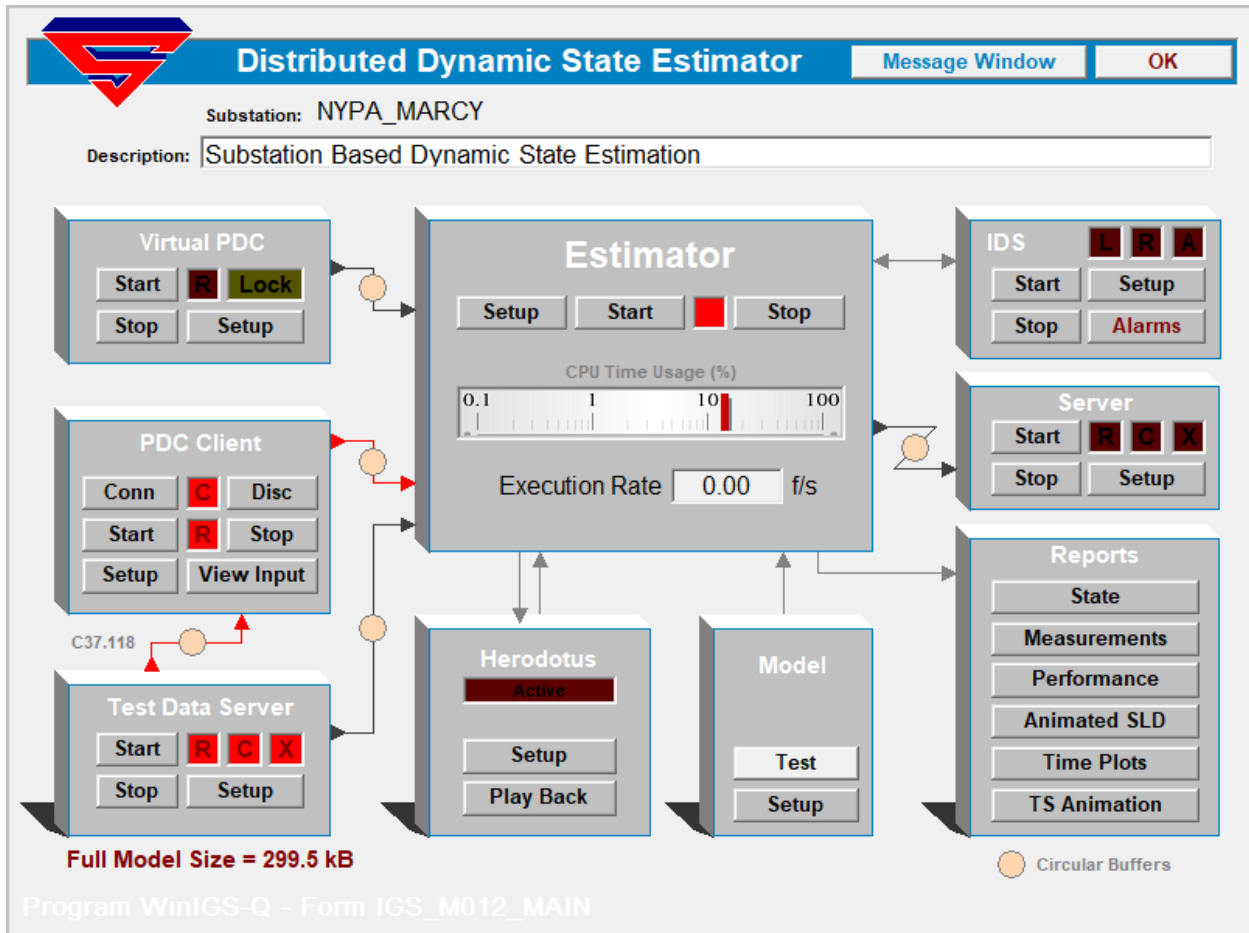 Distributed Dynamic State Estimator
Message Window
OK
Substation: NYPA_MARCY
Description: Substation Based Dynamic State Estimation
Virtual PDC
Start R Lock
Stop Setup
Estimator
Setup Start Stop
CPU Time Usage (%)
0.1 1 10 100
Execution Rate 0.00 f/s
IDS L R A
Start Setup
Stop Alarms
PDC Client
Conn C Disc
Start R Stop
Setup View Input
C37.118
Server
Start R C X
Stop Setup
Test Data Server
Start R C X
Stop Setup
Herodotus
Active
Setup
Play Back
Model
Test
Setup
Reports
State
Measurements
Performance
Animated SLD
Time Plots
TS Animation
Full Model Size = 299.5 kB
Circular Buffers
Program WinIGS-Q - Form IGS_M012_MAIN